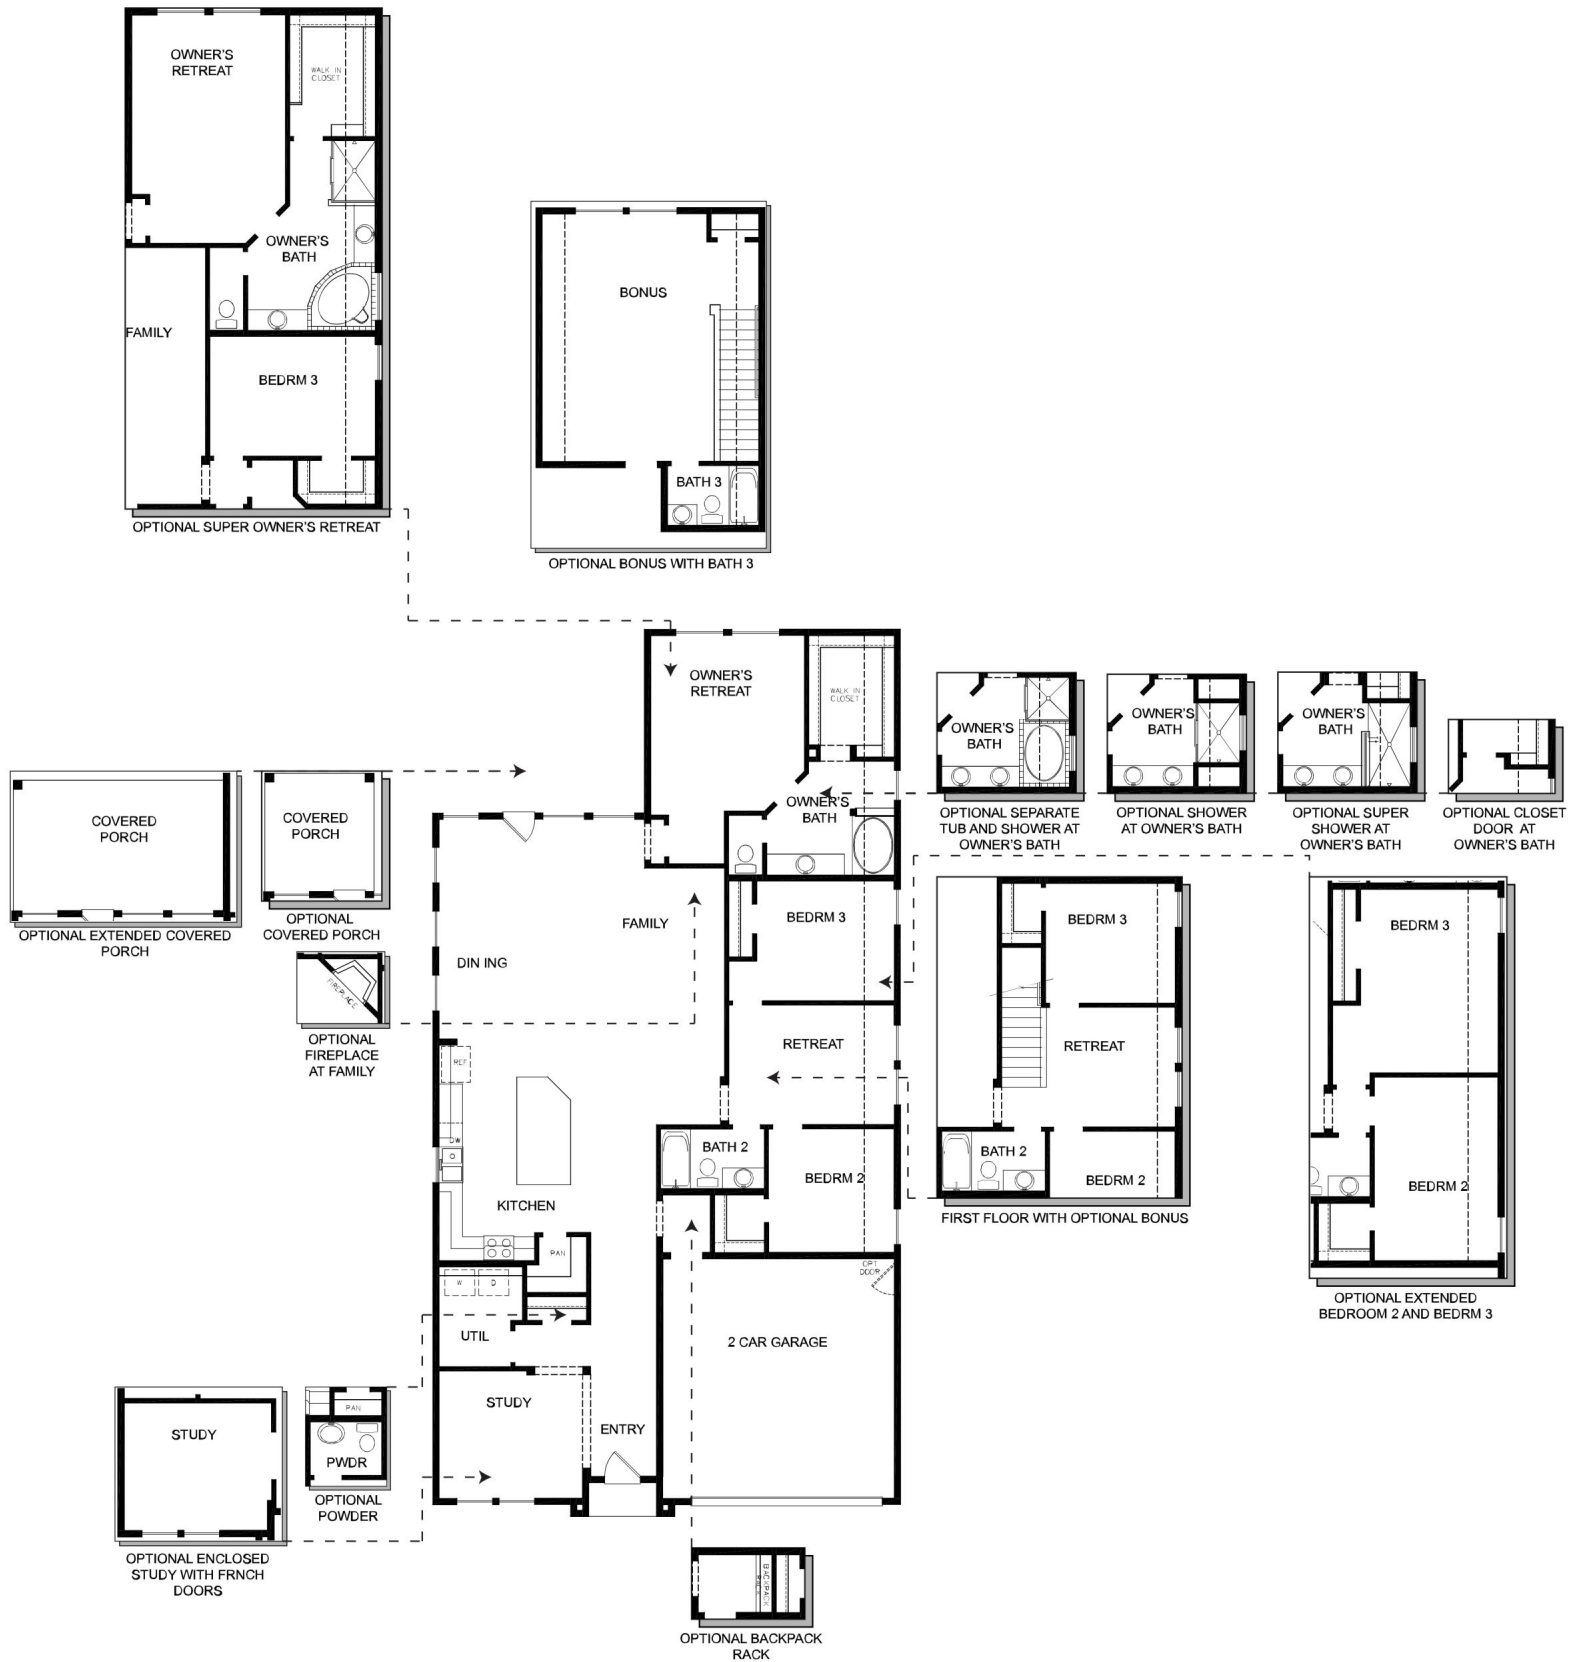 OWNER'S
RETREAT
WALK IN
CLOSET
OWNER'S
BATH
FAMILY
BEDRM 3
OPTIONAL SUPER OWNER'S RETREAT
BONUS
BATH 3
OPTIONAL BONUS WITH BATH 3
OWNER'S
RETREAT
WALK IN
CLOSET
OWNER'S
BATH
FAMILY
DIN ING
BEDRM 3
RETREAT
REF
DW
BATH 2
BEDRM 2
KITCHEN
PAN
W
D
UTIL
OPT
DOOR
2 CAR GARAGE
STUDY
ENTRY
COVERED
PORCH
OPTIONAL EXTENDED COVERED
PORCH
COVERED
PORCH
OPTIONAL
COVERED PORCH
FIREPLACE
OPTIONAL
FIREPLACE
AT FAMILY
OWNER'S
BATH
OPTIONAL SEPARATE
TUB AND SHOWER AT
OWNER'S BATH
OWNER'S
BATH
OPTIONAL SHOWER
AT OWNER'S BATH
OWNER'S
BATH
OPTIONAL SUPER
SHOWER AT
OWNER'S BATH
OPTIONAL CLOSET
DOOR AT
OWNER'S BATH
BEDRM 3
RETREAT
BATH 2
BEDRM 2
FIRST FLOOR WITH OPTIONAL BONUS
BEDRM 3
BEDRM 2
OPTIONAL EXTENDED
BEDROOM 2 AND BEDRM 3
STUDY
OPTIONAL ENCLOSED
STUDY WITH FRNCH
DOORS
PAN
PWDR
OPTIONAL
POWDER
BACKPACK
RACK
OPTIONAL BACKPACK
RACK